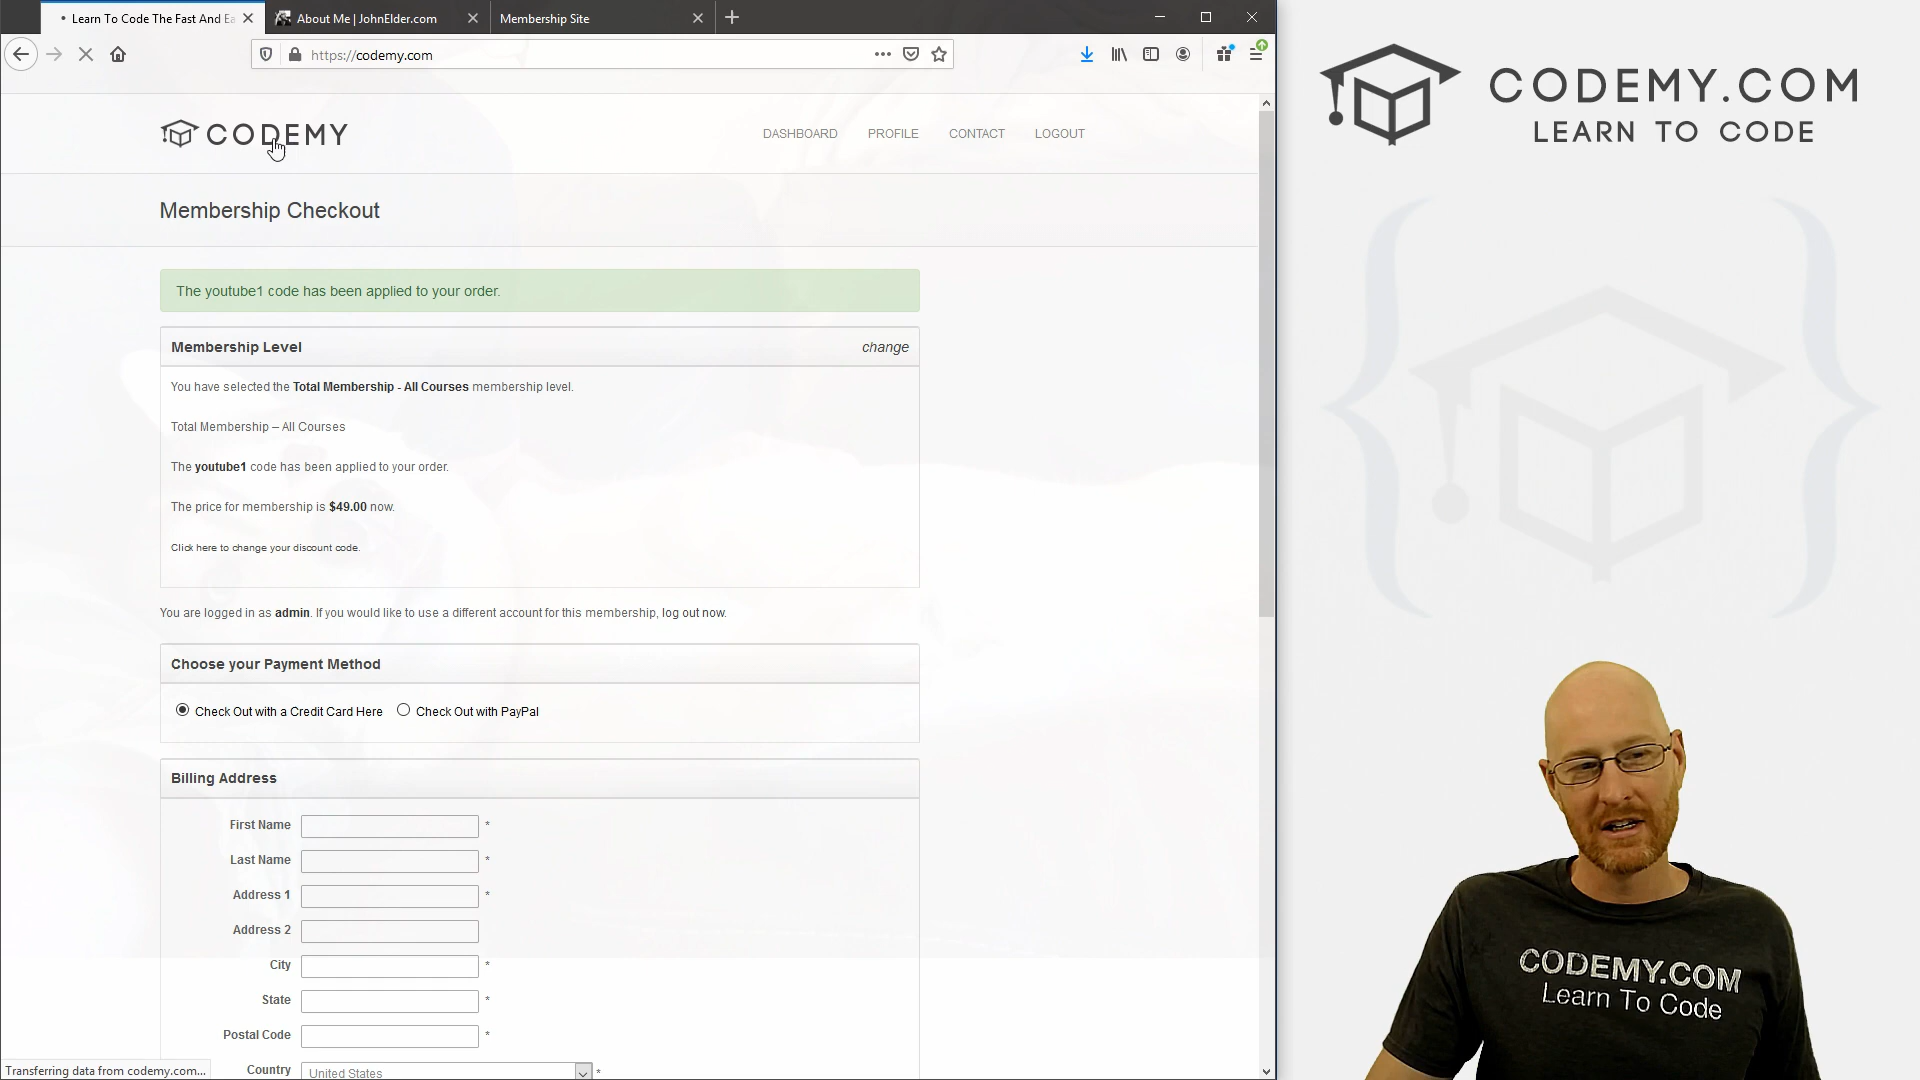 Learn To Code The Fast And Ea
About Me | JohnElder.com
Membership Site
https://codemy.com
CODEMY
DASHBOARD
PROFILE
CONTACT
LOGOUT
Membership Checkout
The youtube1 code has been applied to your order.
Membership Level
change
You have selected the Total Membership - All Courses membership level.
Total Membership – All Courses
The youtube1 code has been applied to your order.
The price for membership is $49.00 now.
Click here to change your discount code.
You are logged in as admin. If you would like to use a different account for this membership, log out now.
Choose your Payment Method
Check Out with a Credit Card Here
Check Out with PayPal
Billing Address
First Name *
Last Name *
Address 1 *
Address 2
City *
State *
Postal Code *
Country United States *
Transferring data from codemy.com...
CODEMY.COM
LEARN TO CODE
CODEMY.COM
Learn To Code